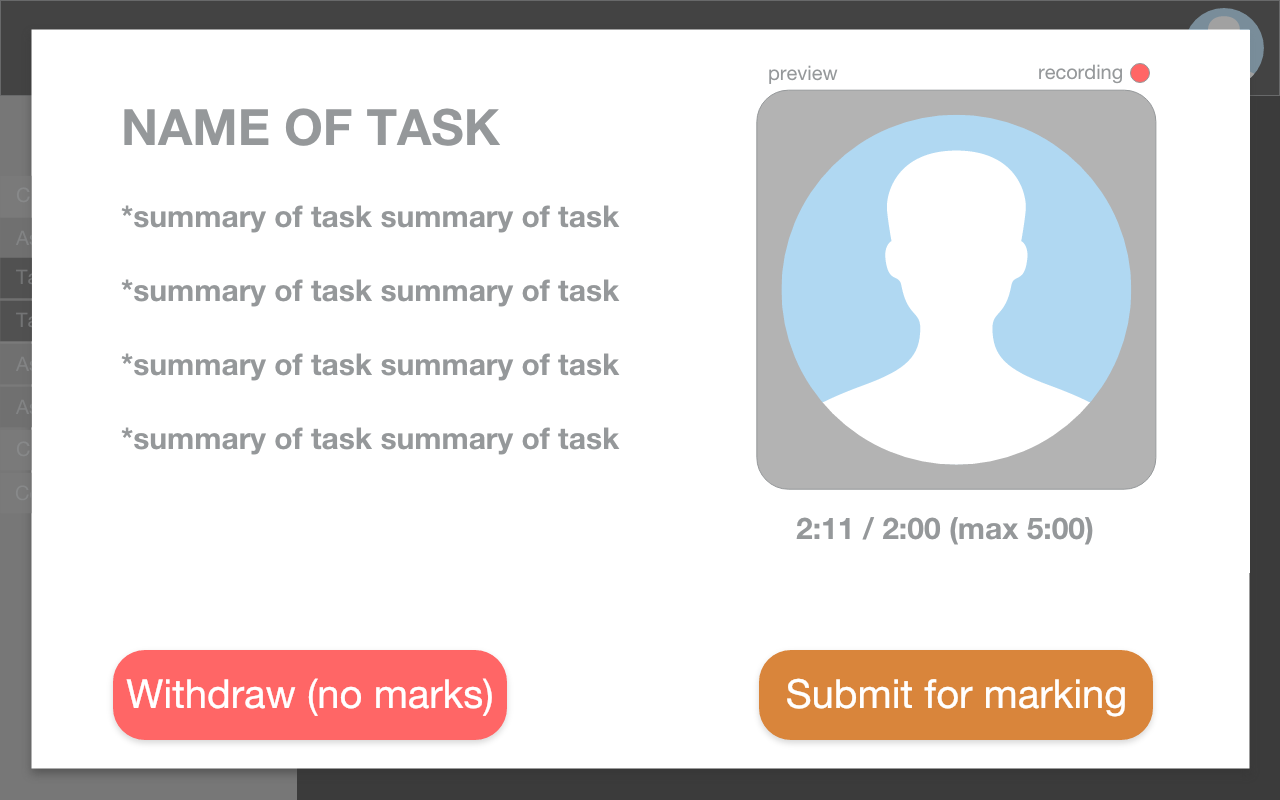 preview
recording
NAME OF TASK
*summary of task summary of task
*summary of task summary of task
*summary of task summary of task
*summary of task summary of task
2:11 / 2:00 (max 5:00)
Withdraw (no marks)
Submit for marking